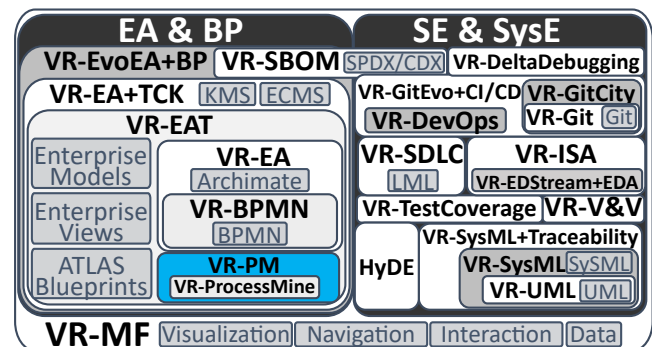 EA & BP
SE & SysE
VR-EvoEA+BP
VR-SBOM SPDX/CDX
VR-DeltaDebugging
VR-EA+TCK KMS ECMS
VR-EAT
Enterprise
Models
Enterprise
Views
ATLAS
Blueprints
VR-EA
Archimate
VR-BPMN
BPMN
VR-PM
VR-ProcessMine
VR-GitEvo+CI/CD
VR-DevOps
VR-GitCity
VR-Git Git
VR-SDLC
LML
VR-ISA
VR-EDStream+EDA
VR-TestCoverage
VR-V&V
HyDE
VR-SysML+Traceability
VR-SysML SySML
VR-UML UML
VR-MF Visualization Navigation Interaction Data